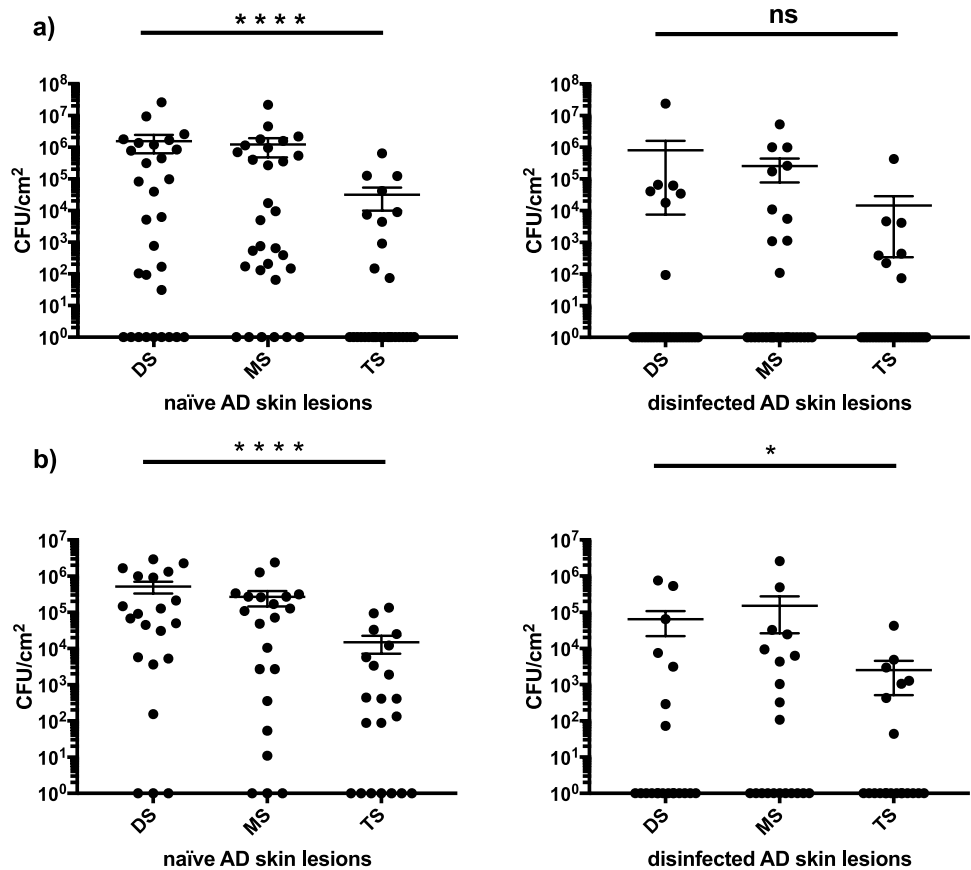 a)
* * * *
CFU/cm²
10⁸
10⁷
10⁶
10⁵
10⁴
10³
10²
10¹
10⁰
DS
MS
TS
naïve AD skin lesions
ns
CFU/cm²
10⁸
10⁷
10⁶
10⁵
10⁴
10³
10²
10¹
10⁰
DS
MS
TS
disinfected AD skin lesions
b)
* * * *
CFU/cm²
10⁷
10⁶
10⁵
10⁴
10³
10²
10¹
10⁰
DS
MS
TS
naïve AD skin lesions
*
CFU/cm²
10⁷
10⁶
10⁵
10⁴
10³
10²
10¹
10⁰
DS
MS
TS
disinfected AD skin lesions